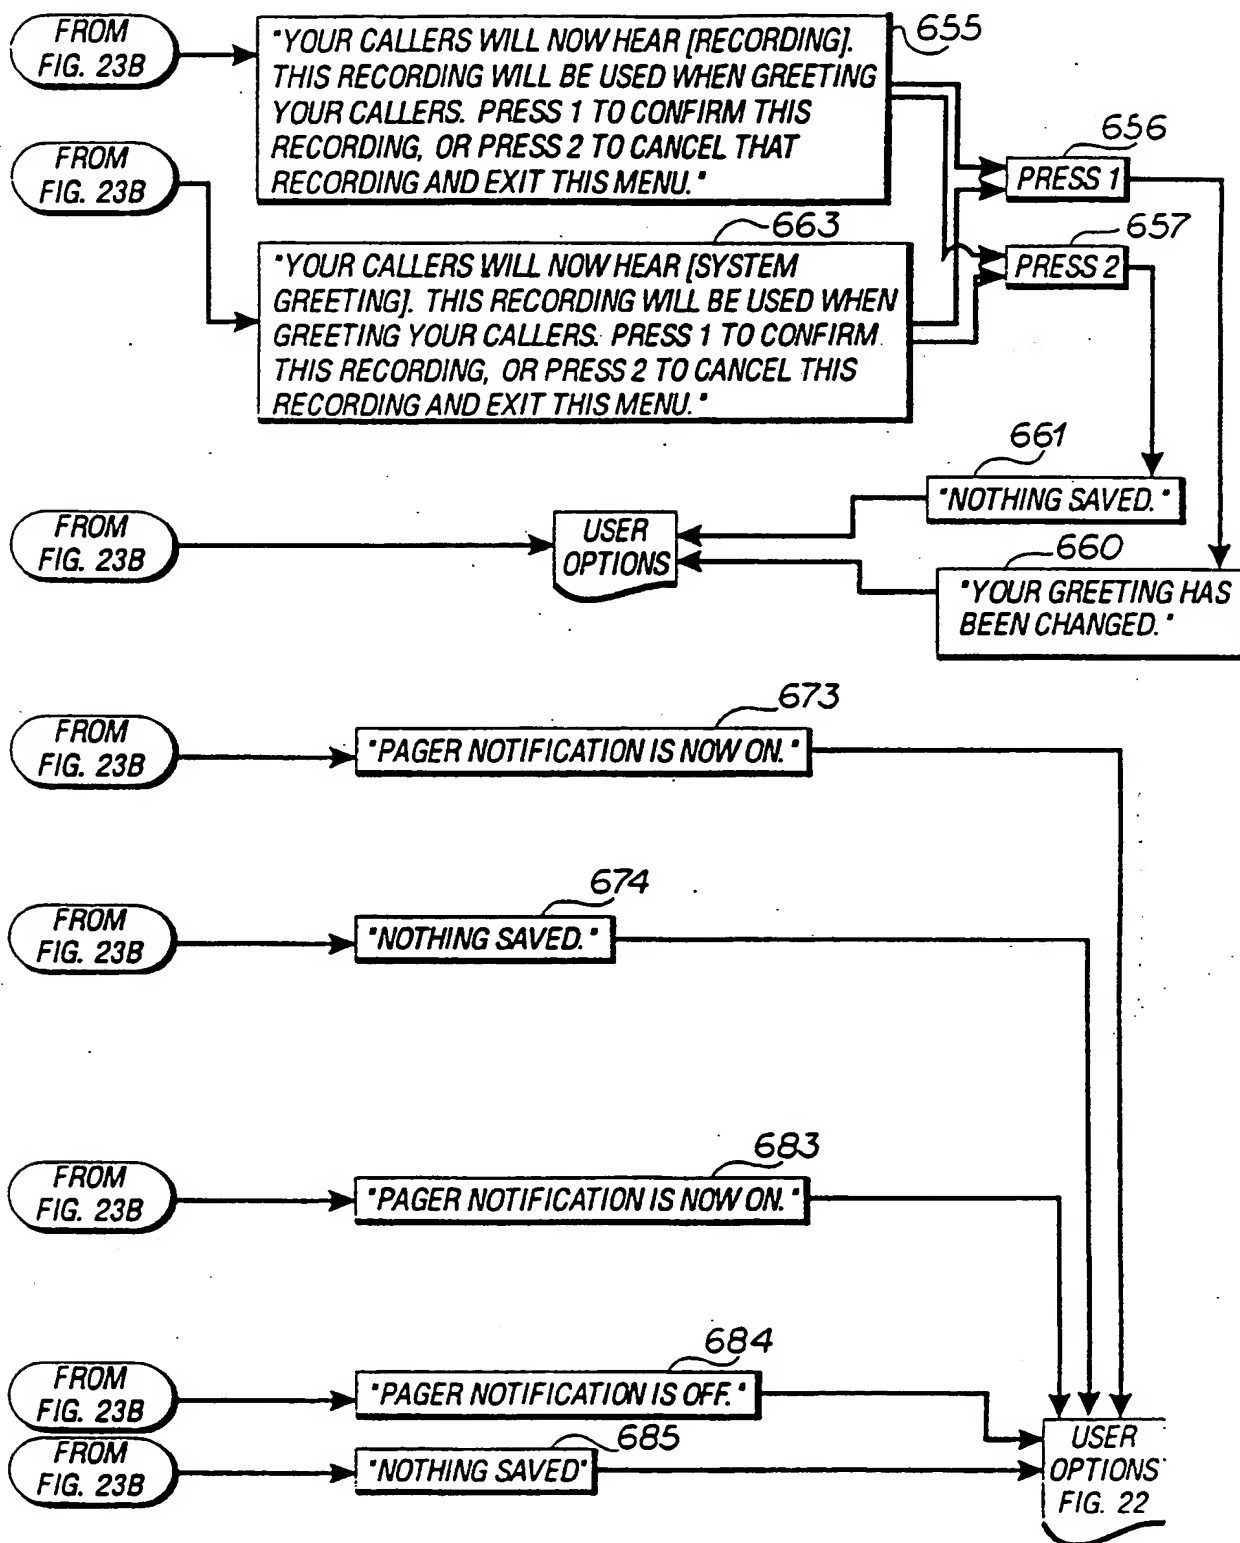 FROM
FIG. 23B
"YOUR CALLERS WILL NOW HEAR [RECORDING].
THIS RECORDING WILL BE USED WHEN GREETING
YOUR CALLERS. PRESS 1 TO CONFIRM THIS
RECORDING, OR PRESS 2 TO CANCEL THAT
RECORDING AND EXIT THIS MENU."
655
656
PRESS 1
FROM
FIG. 23B
663
"YOUR CALLERS WILL NOW HEAR [SYSTEM
GREETING]. THIS RECORDING WILL BE USED WHEN
GREETING YOUR CALLERS. PRESS 1 TO CONFIRM
THIS RECORDING, OR PRESS 2 TO CANCEL THIS
RECORDING AND EXIT THIS MENU."
657
PRESS 2
661
"NOTHING SAVED."
FROM
FIG. 23B
USER
OPTIONS
660
"YOUR GREETING HAS
BEEN CHANGED."
FROM
FIG. 23B
673
"PAGER NOTIFICATION IS NOW ON."
FROM
FIG. 23B
674
"NOTHING SAVED."
FROM
FIG. 23B
683
"PAGER NOTIFICATION IS NOW ON."
FROM
FIG. 23B
684
"PAGER NOTIFICATION IS OFF."
FROM
FIG. 23B
685
"NOTHING SAVED"
USER
OPTIONS
FIG. 22